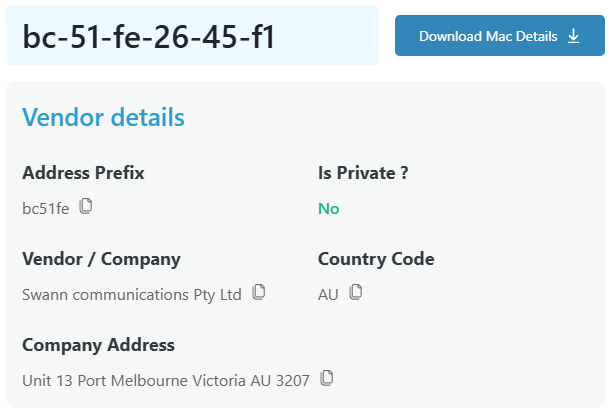 bc-51-fe-26-45-f1
Download Mac Details
Vendor details
Address Prefix
bc51fe
Is Private ?
No
Vendor / Company
Swann communications Pty Ltd
Country Code
AU
Company Address
Unit 13 Port Melbourne Victoria AU 3207